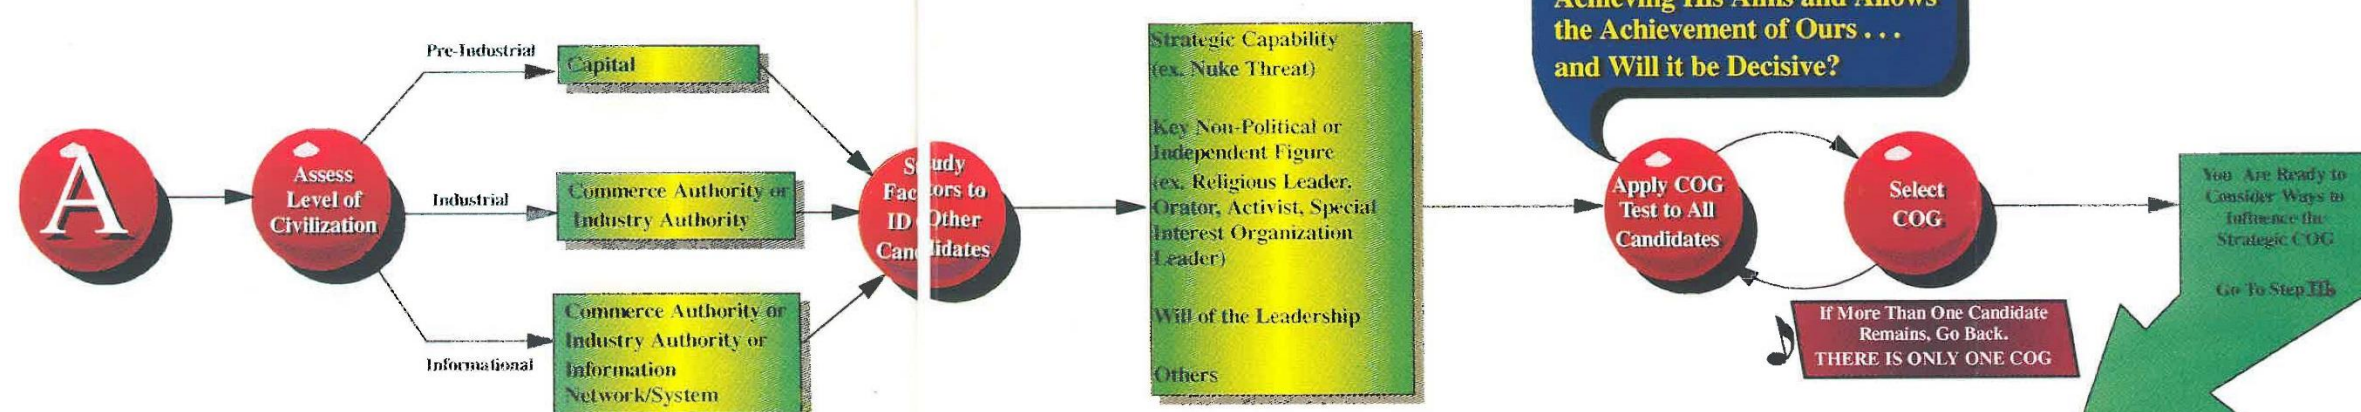 A
Assess
Level of
Civilization
Pre-Industrial
Capital
Industrial
Commerce Authority or
Industry Authority
Informational
Commerce Authority or
Industry Authority or
Information
Network/System
Study
Factors to
ID Other
Candidates
Strategic Capability
(ex. Nuke Threat)
Key Non-Political or
Independent Figure
(ex. Religious Leader,
Orator, Activist, Special
Interest Organization
Leader)
Will of the Leadership
Others
Achieving His Aims and Allows
the Achievement of Ours . . .
and Will it be Decisive?
Apply COG
Test to All
Candidates
Select
COG
If More Than One Candidate
Remains, Go Back.
THERE IS ONLY ONE COG
You Are Ready to
Consider Ways to
Influence the
Strategic COG
Go To Step IIb